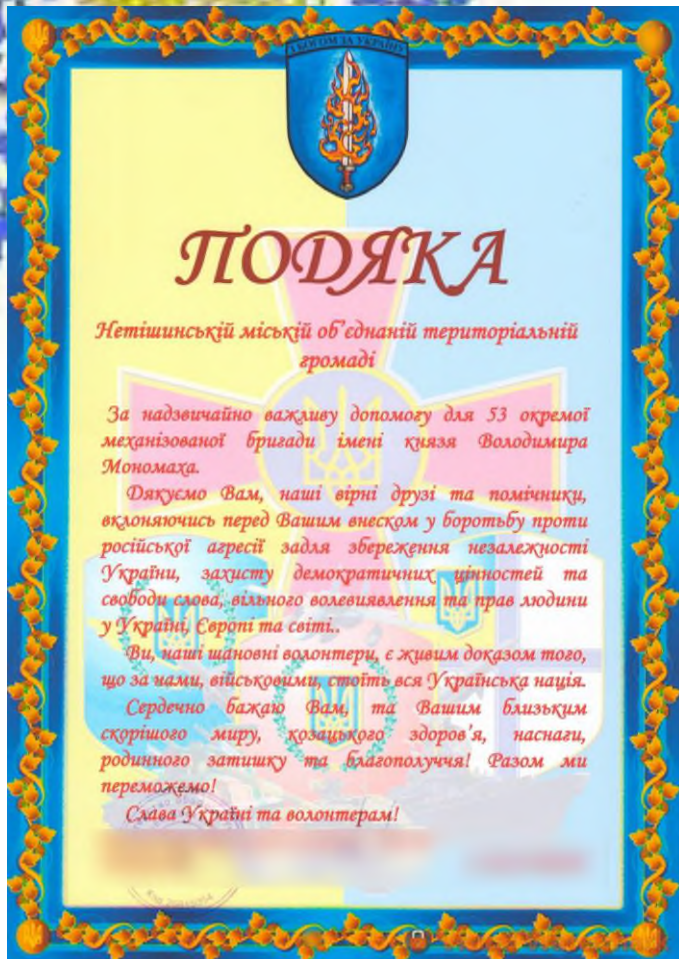 З БОГОМ ЗА УКРАЇНУ
ПОДЯКА
Нетішинській міській об'єднаній територіальній
громаді
За надзвичайно важливу допомогу для 53 окремої
механізованої бригади імені князя Володимира
Мономаха.
Дякуємо Вам, наші вірні друзі та помічники,
вклоняючись перед Вашим внеском у боротьбу проти
російської агресії задля збереження незалежності
України, захисту демократичних цінностей та
свободи слова, вільного волевиявлення та прав людини
у Україні, Європі та світі..
Ви, наші шановні волонтери, є живим доказом того,
що за нами, військовими, стоїть вся Українська нація.
Сердечно бажаю Вам, та Вашим близьким
скорішого миру, козацького здоров'я, наснаги,
родинного затишку та благополуччя! Разом ми
переможемо!
Слава Україні та волонтерам!